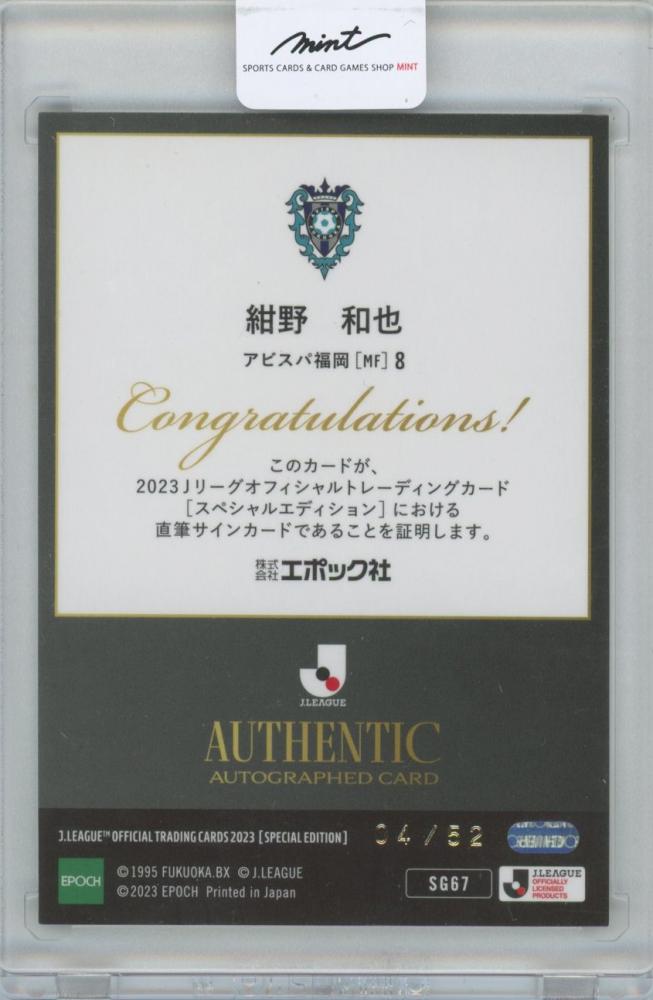 mint
SPORTS CARDS & CARD GAMES SHOP MINT
紺野 和也
アビスパ福岡［MF］8
Congratulations!
このカードが、
2023Jリーグオフィシャルトレーディングカード
［スペシャルエディション］における
直筆サインカードであることを証明します。
株式会社エポック社
J.LEAGUE
AUTHENTIC
AUTOGRAPHED CARD
J.LEAGUE™ OFFICIAL TRADING CARDS 2023 [SPECIAL EDITION] 04/52
EPOCH
©1995 FUKUOKA.BX ©J.LEAGUE
©2023 EPOCH Printed in Japan
SG67
J.LEAGUE
OFFICIALLY
LICENSED
PRODUCTS